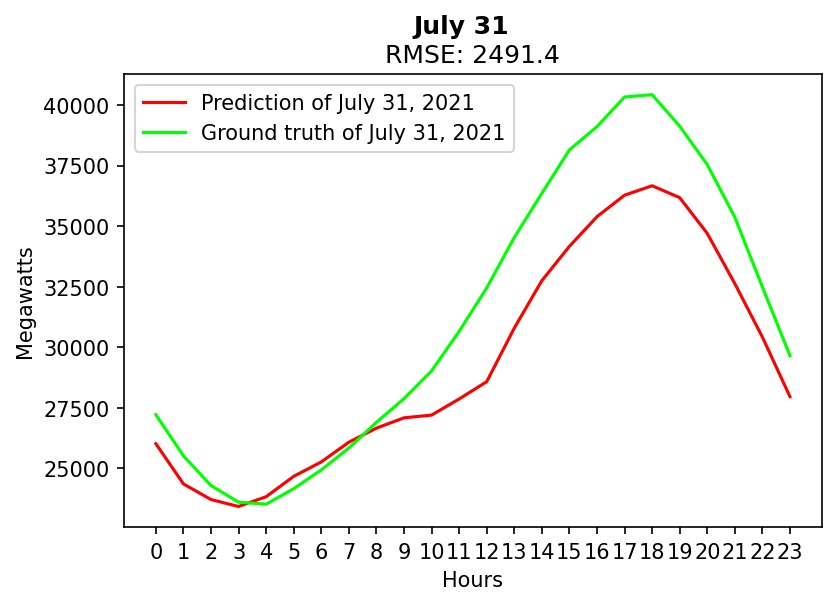 July 31
RMSE: 2491.4
Prediction of July 31, 2021
Ground truth of July 31, 2021
Megawatts
40000
37500
35000
32500
30000
27500
25000
0 1 2 3 4 5 6 7 8 9 10 11 12 13 14 15 16 17 18 19 20 21 22 23
Hours